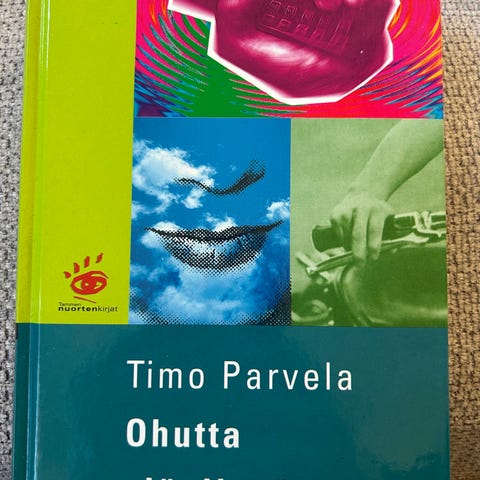 Tammen
nuortenkirjat
Timo Parvela
Ohutta